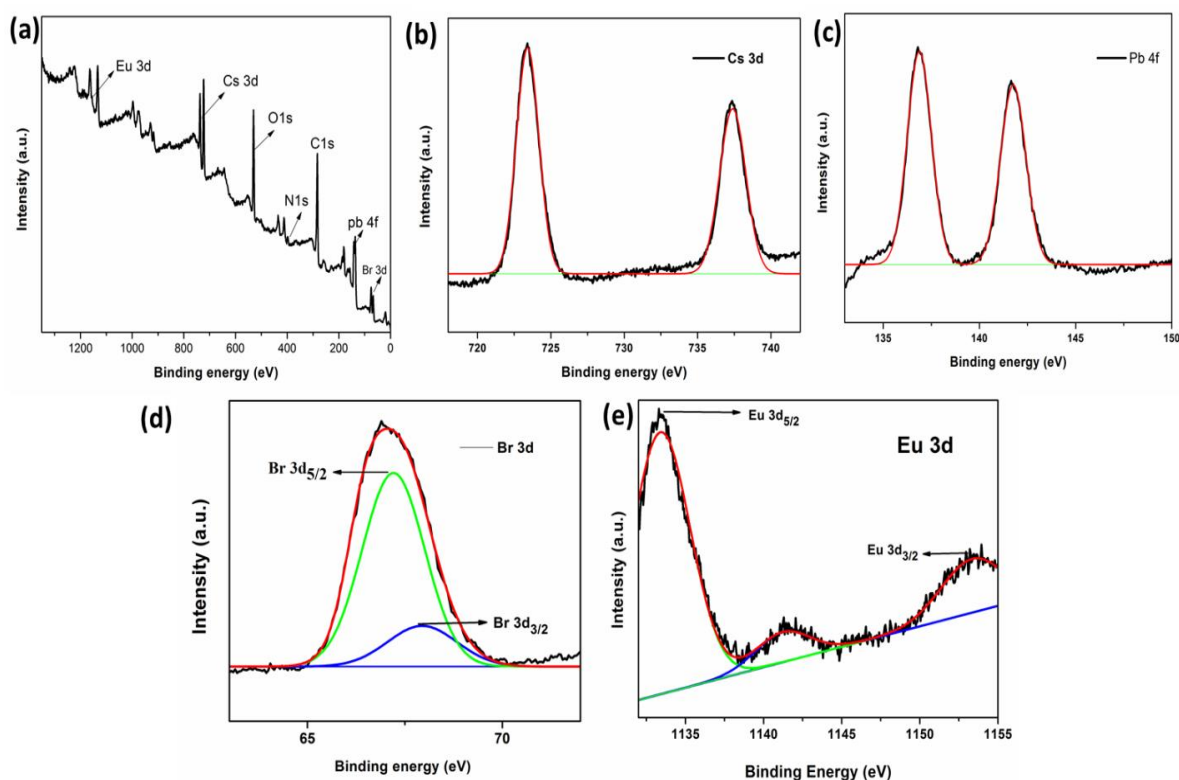 (a)
Eu 3d
Cs 3d
O1s
C1s
N1s
pb 4f
Br 3d
Intensity (a.u.)
1200 1000 800 600 400 200 0
Binding energy (eV)
(b)
Cs 3d
Intensity (a.u.)
720 725 730 735 740
Binding energy (eV)
(c)
Pb 4f
Intensity (a.u.)
135 140 145 150
Binding energy (eV)
(d)
Br 3d
Br 3d5/2
Br 3d3/2
Intensity (a.u.)
65 70
Binding energy (eV)
(e)
Eu 3d5/2
Eu 3d
Eu 3d3/2
Intensity (a.u.)
1135 1140 1145 1150 1155
Binding Energy (eV)